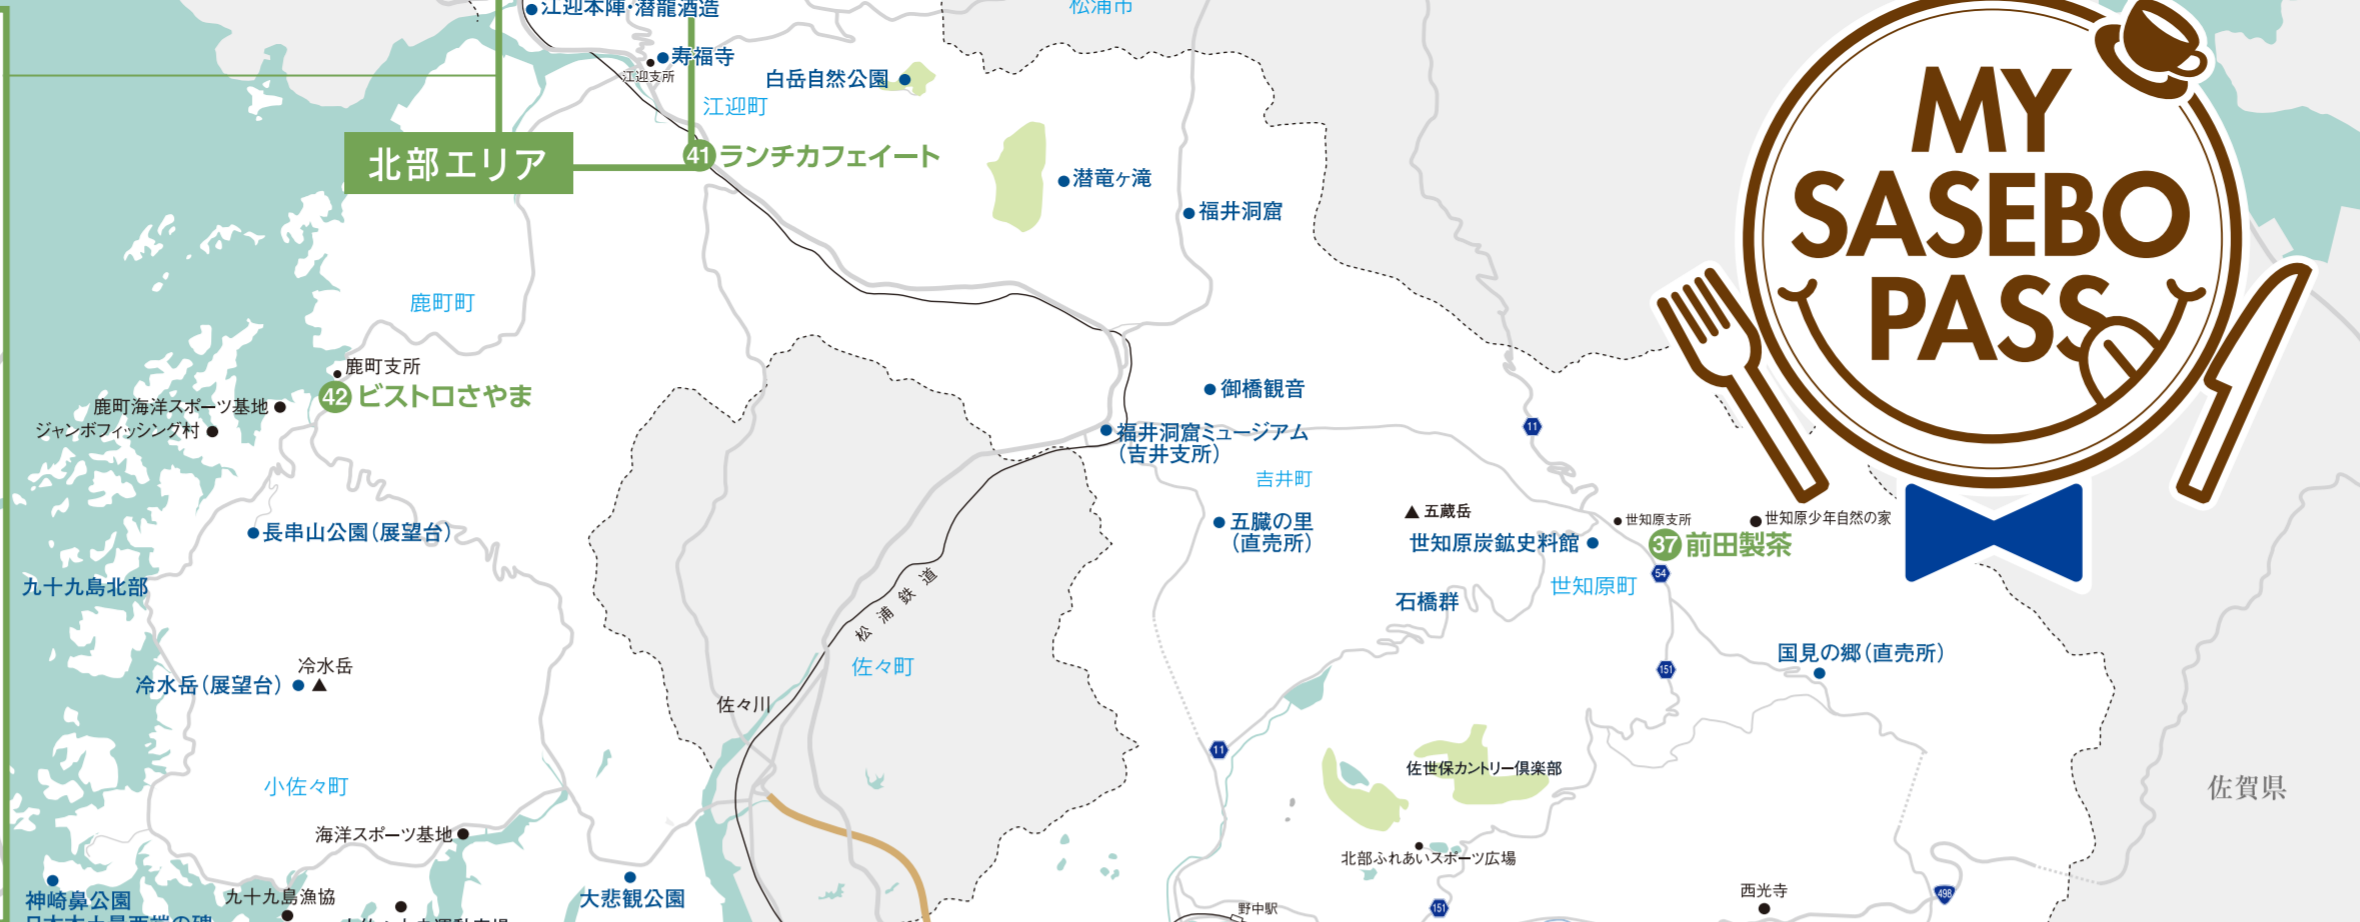 江迎本陣・潜龍酒造
松浦市
寿福寺
江迎支所
白岳自然公園
江迎町
北部エリア
41 ランチカフェイート
潜竜ヶ滝
福井洞窟
MY
SASEBO
PASS
鹿町町
鹿町支所
42 ビストロさやま
鹿町海洋スポーツ基地
ジャンボフィッシング村
御橋観音
福井洞窟ミュージアム
(吉井支所)
11
吉井町
長串山公園(展望台)
五臓の里
(直売所)
五蔵岳
世知原支所
世知原少年自然の家
世知原炭鉱史料館
37 前田製茶
54
九十九島北部
世知原町
石橋群
松浦鉄道
佐々町
国見の郷(直売所)
冷水岳
冷水岳(展望台)
151
佐々川
11
小佐々町
佐世保カントリー倶楽部
佐賀県
海洋スポーツ基地
北部ふれあいスポーツ広場
神崎鼻公園
九十九島漁協
大悲観公園
西光寺
498
151
野中駅